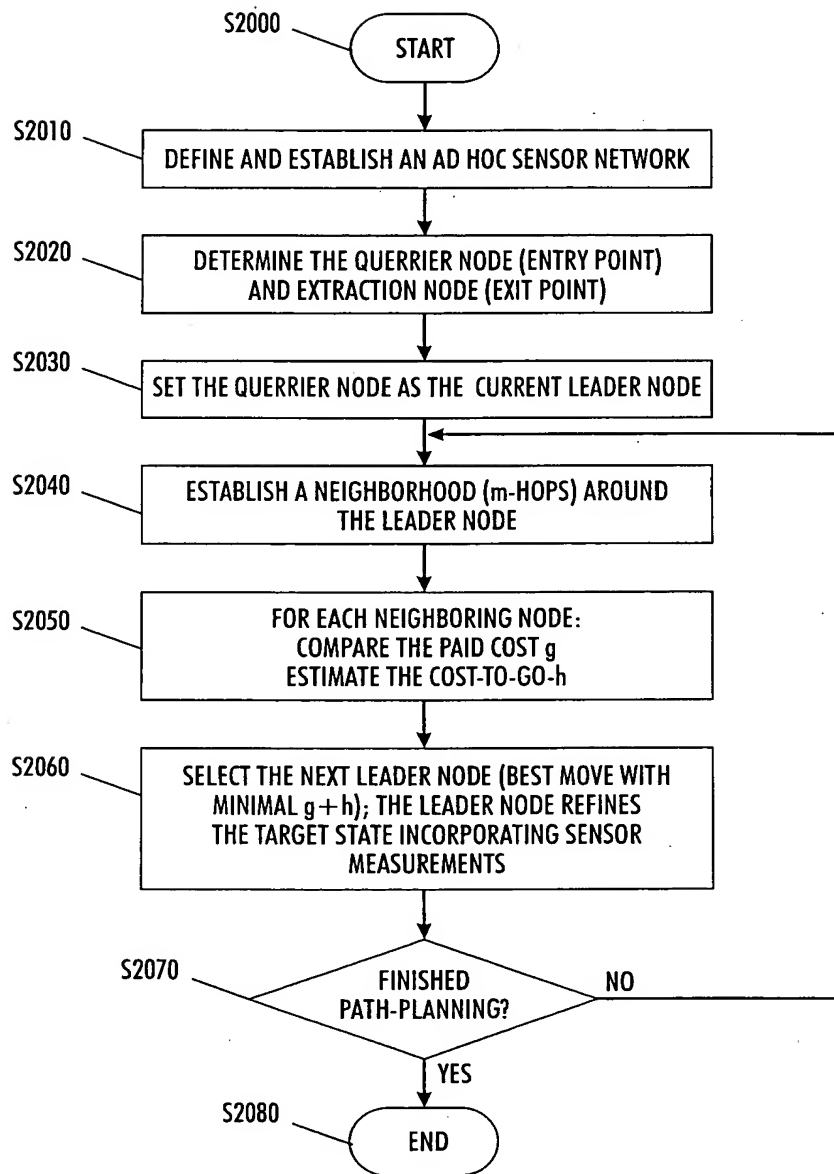 S2000
START
S2010
DEFINE AND ESTABLISH AN AD HOC SENSOR NETWORK
S2020
DETERMINE THE QUERRIER NODE (ENTRY POINT)
AND EXTRACTION NODE (EXIT POINT)
S2030
SET THE QUERRIER NODE AS THE CURRENT LEADER NODE
S2040
ESTABLISH A NEIGHBORHOOD (m-HOPS) AROUND
THE LEADER NODE
S2050
FOR EACH NEIGHBORING NODE:
COMPARE THE PAID COST g
ESTIMATE THE COST-TO-GO-h
S2060
SELECT THE NEXT LEADER NODE (BEST MOVE WITH
MINIMAL g+h); THE LEADER NODE REFINES
THE TARGET STATE INCORPORATING SENSOR
MEASUREMENTS
S2070
FINISHED
PATH-PLANNING?
NO
YES
S2080
END